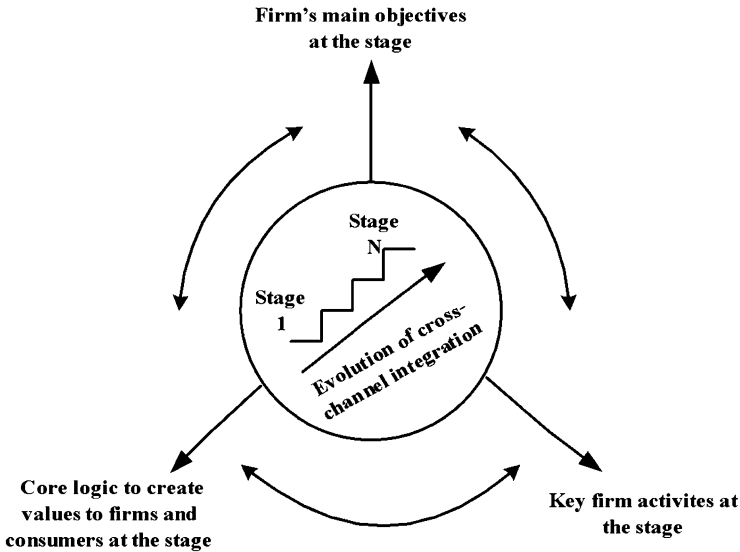 Firm's main objectives
at the stage
Stage
N
Stage
1
Evolution of cross-
channel integration
Core logic to create
values to firms and
consumers at the stage
Key firm activites at
the stage